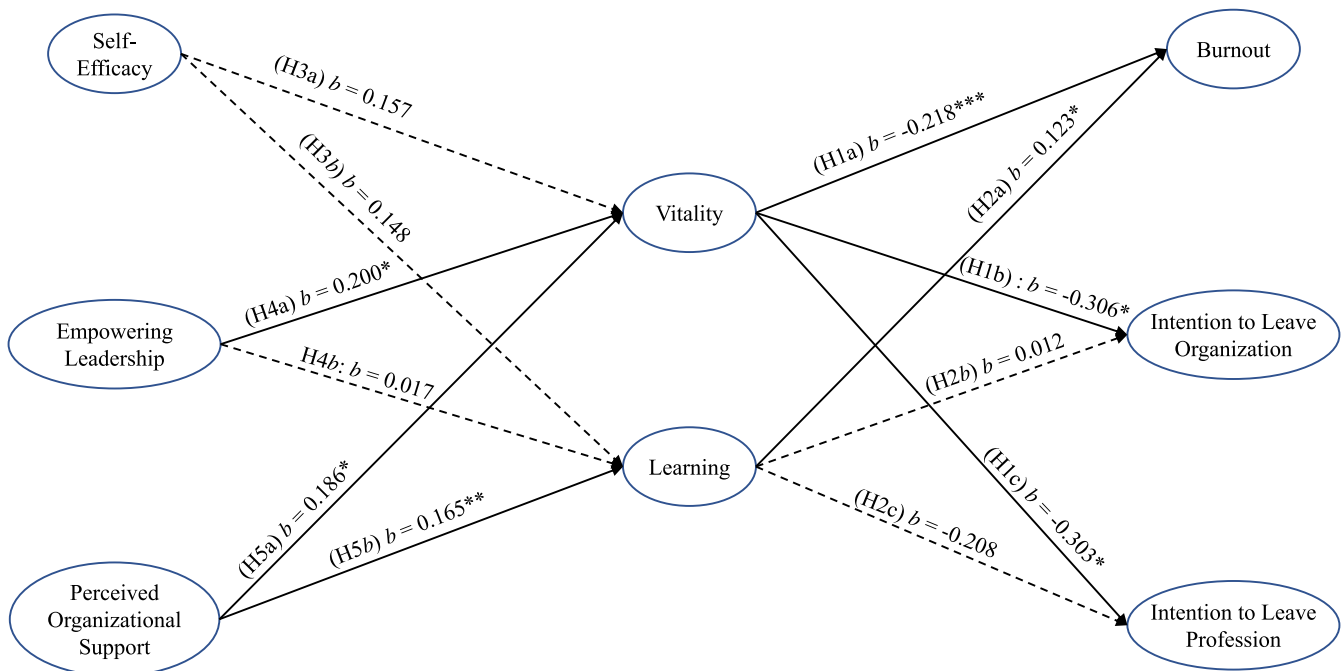 Self-
Efficacy
Burnout
(H3a) b = 0.157
(H1a) b = -0.218***
(H2a) b = 0.123*
(H3b) b = 0.148
Vitality
(H4a) b = 0.200*
(H1b) : b = -0.306*
Empowering
Leadership
Intention to Leave
Organization
H4b: b = 0.017
(H2b) b = 0.012
Learning
(H5a) b = 0.186*
(H5b) b = 0.165**
(H1c) b = -0.303*
(H2c) b = -0.208
Perceived
Organizational
Support
Intention to Leave
Profession